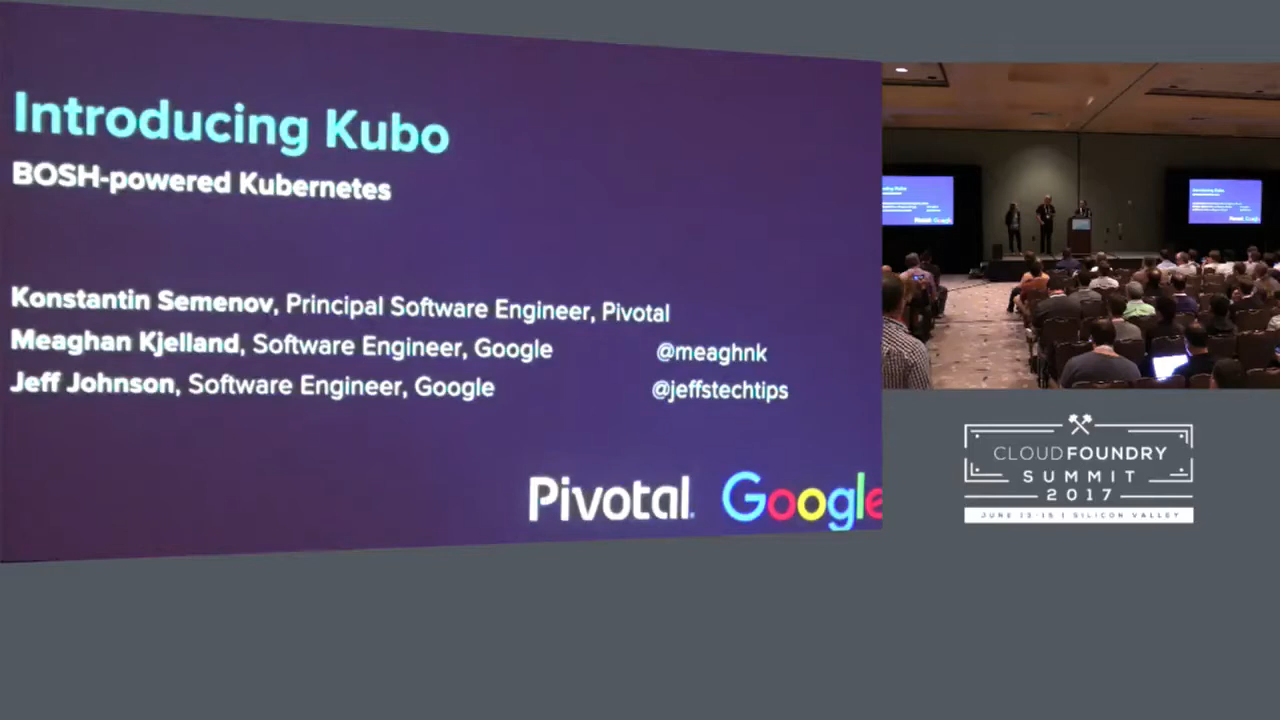 Introducing Kubo
BOSH-powered Kubernetes
Konstantin Semenov, Principal Software Engineer, Pivotal
Meaghan Kjelland, Software Engineer, Google @meaghnk
Jeff Johnson, Software Engineer, Google @jeffstechtips
Pivotal Google
CLOUD FOUNDRY
SUMMIT
2017
JUNE 13-15 | SILICON VALLEY